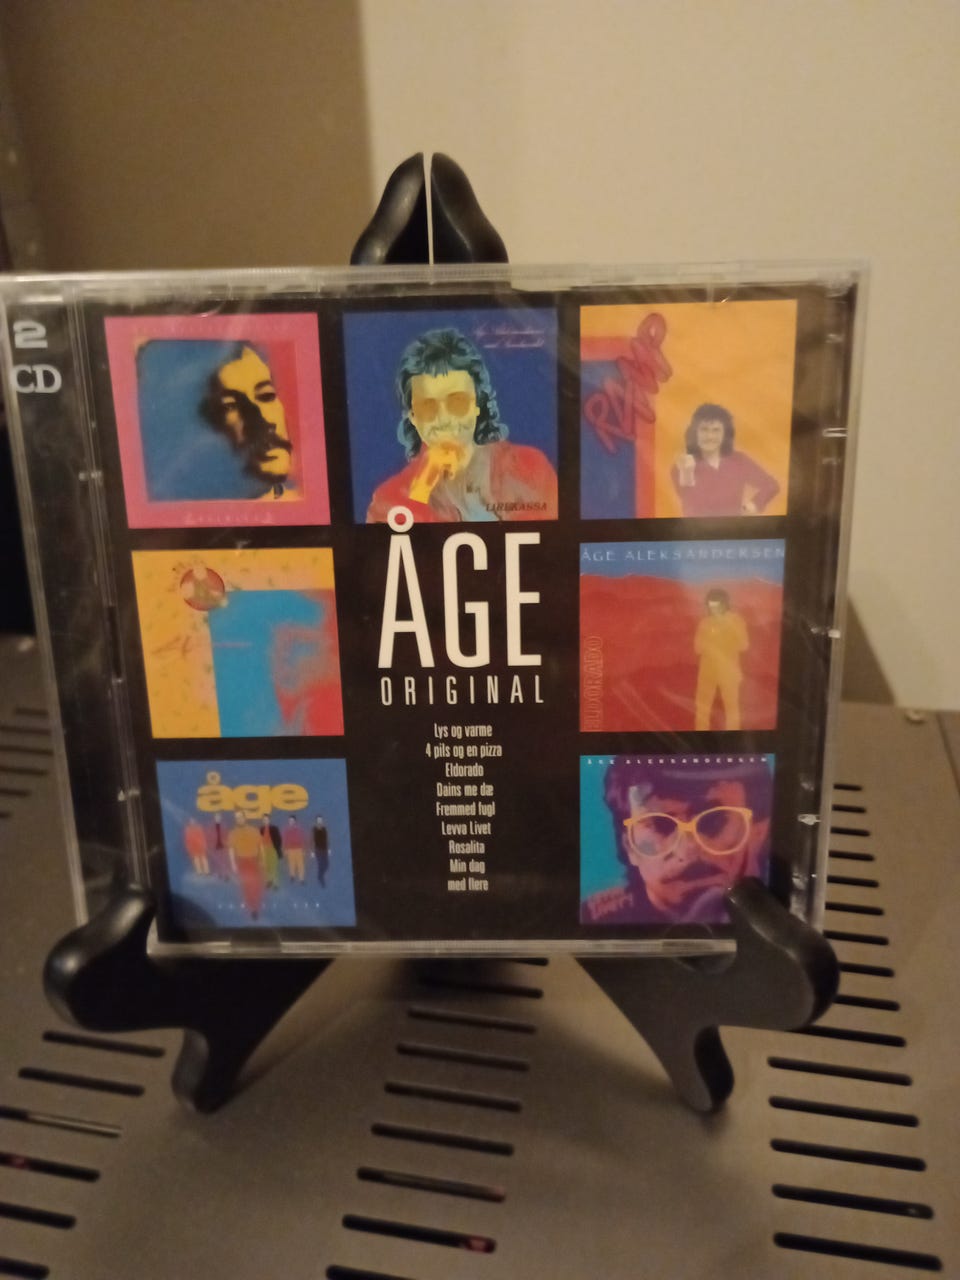 2
CD
LIREKASSA
RAMP
ÅGE
ORIGINAL
ÅGE ALEKSANDERSEN
ELDORADO
Lys og varme
4 pils og en pizza
Eldorado
Dains me dæ
Fremmed fugl
Levva Livet
Rosalita
Min dag
med flere
åge
ÅGE ALEKSANDERSEN